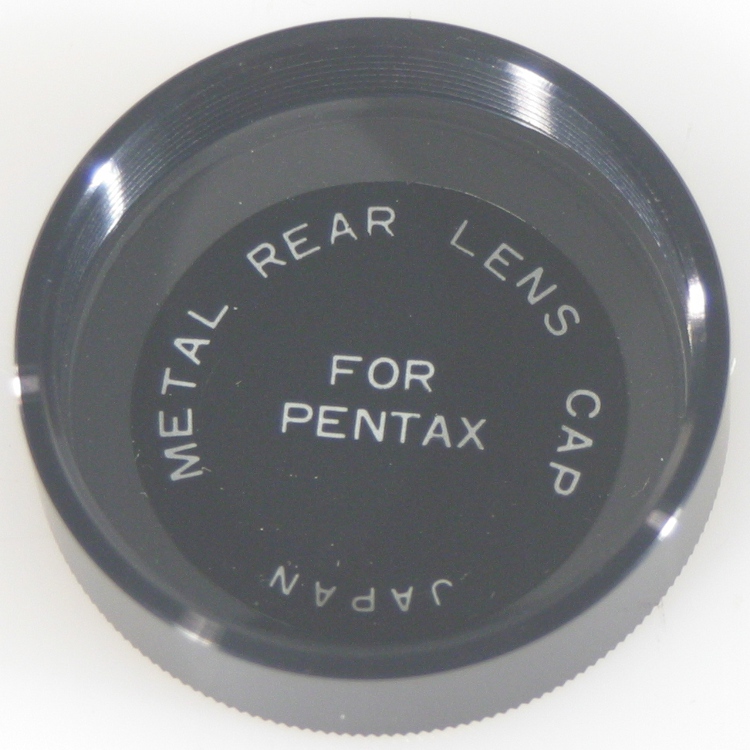 METAL REAR LENS CAP
FOR
PENTAX
JAPAN